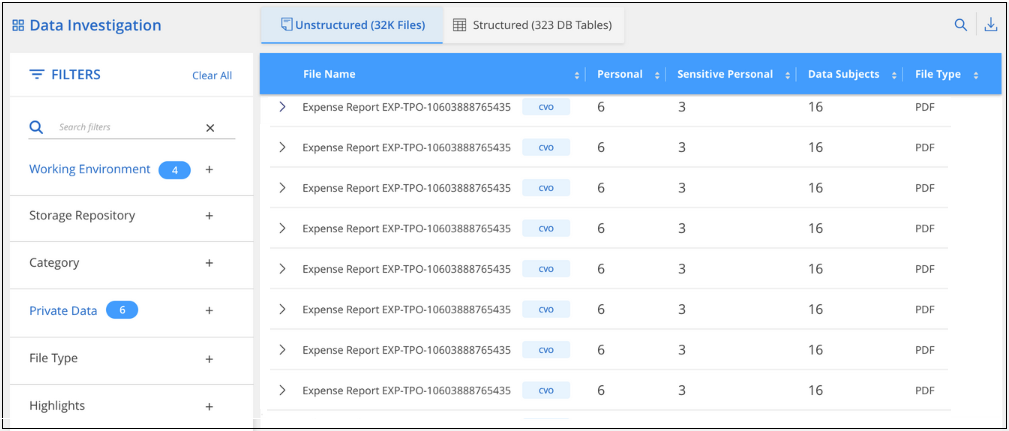 Data Investigation
Unstructured (32K Files)
Structured (323 DB Tables)
FILTERS
Clear All
Search filters
Working Environment 4 +
Storage Repository +
Category +
Private Data 6 +
File Type +
Highlights +
File Name Personal Sensitive Personal Data Subjects File Type
Expense Report EXP-TPO-10603888765435 CVO 6 3 16 PDF
Expense Report EXP-TPO-10603888765435 CVO 6 3 16 PDF
Expense Report EXP-TPO-10603888765435 CVO 6 3 16 PDF
Expense Report EXP-TPO-10603888765435 CVO 6 3 16 PDF
Expense Report EXP-TPO-10603888765435 CVO 6 3 16 PDF
Expense Report EXP-TPO-10603888765435 CVO 6 3 16 PDF
Expense Report EXP-TPO-10603888765435 CVO 6 3 16 PDF
Expense Report EXP-TPO-10603888765435 CVO 6 3 16 PDF